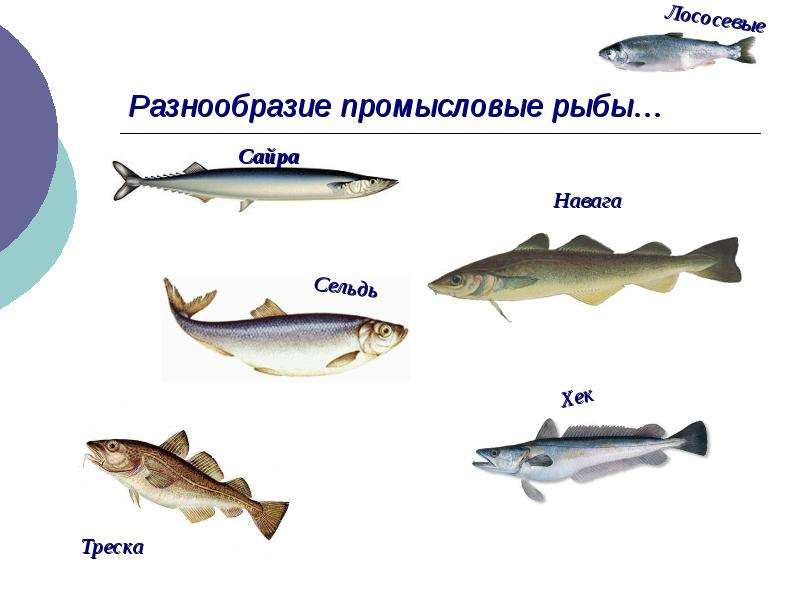 Лососевые
Разнообразие промысловые рыбы…
Сайра
Навага
Сельдь
Хек
Треска